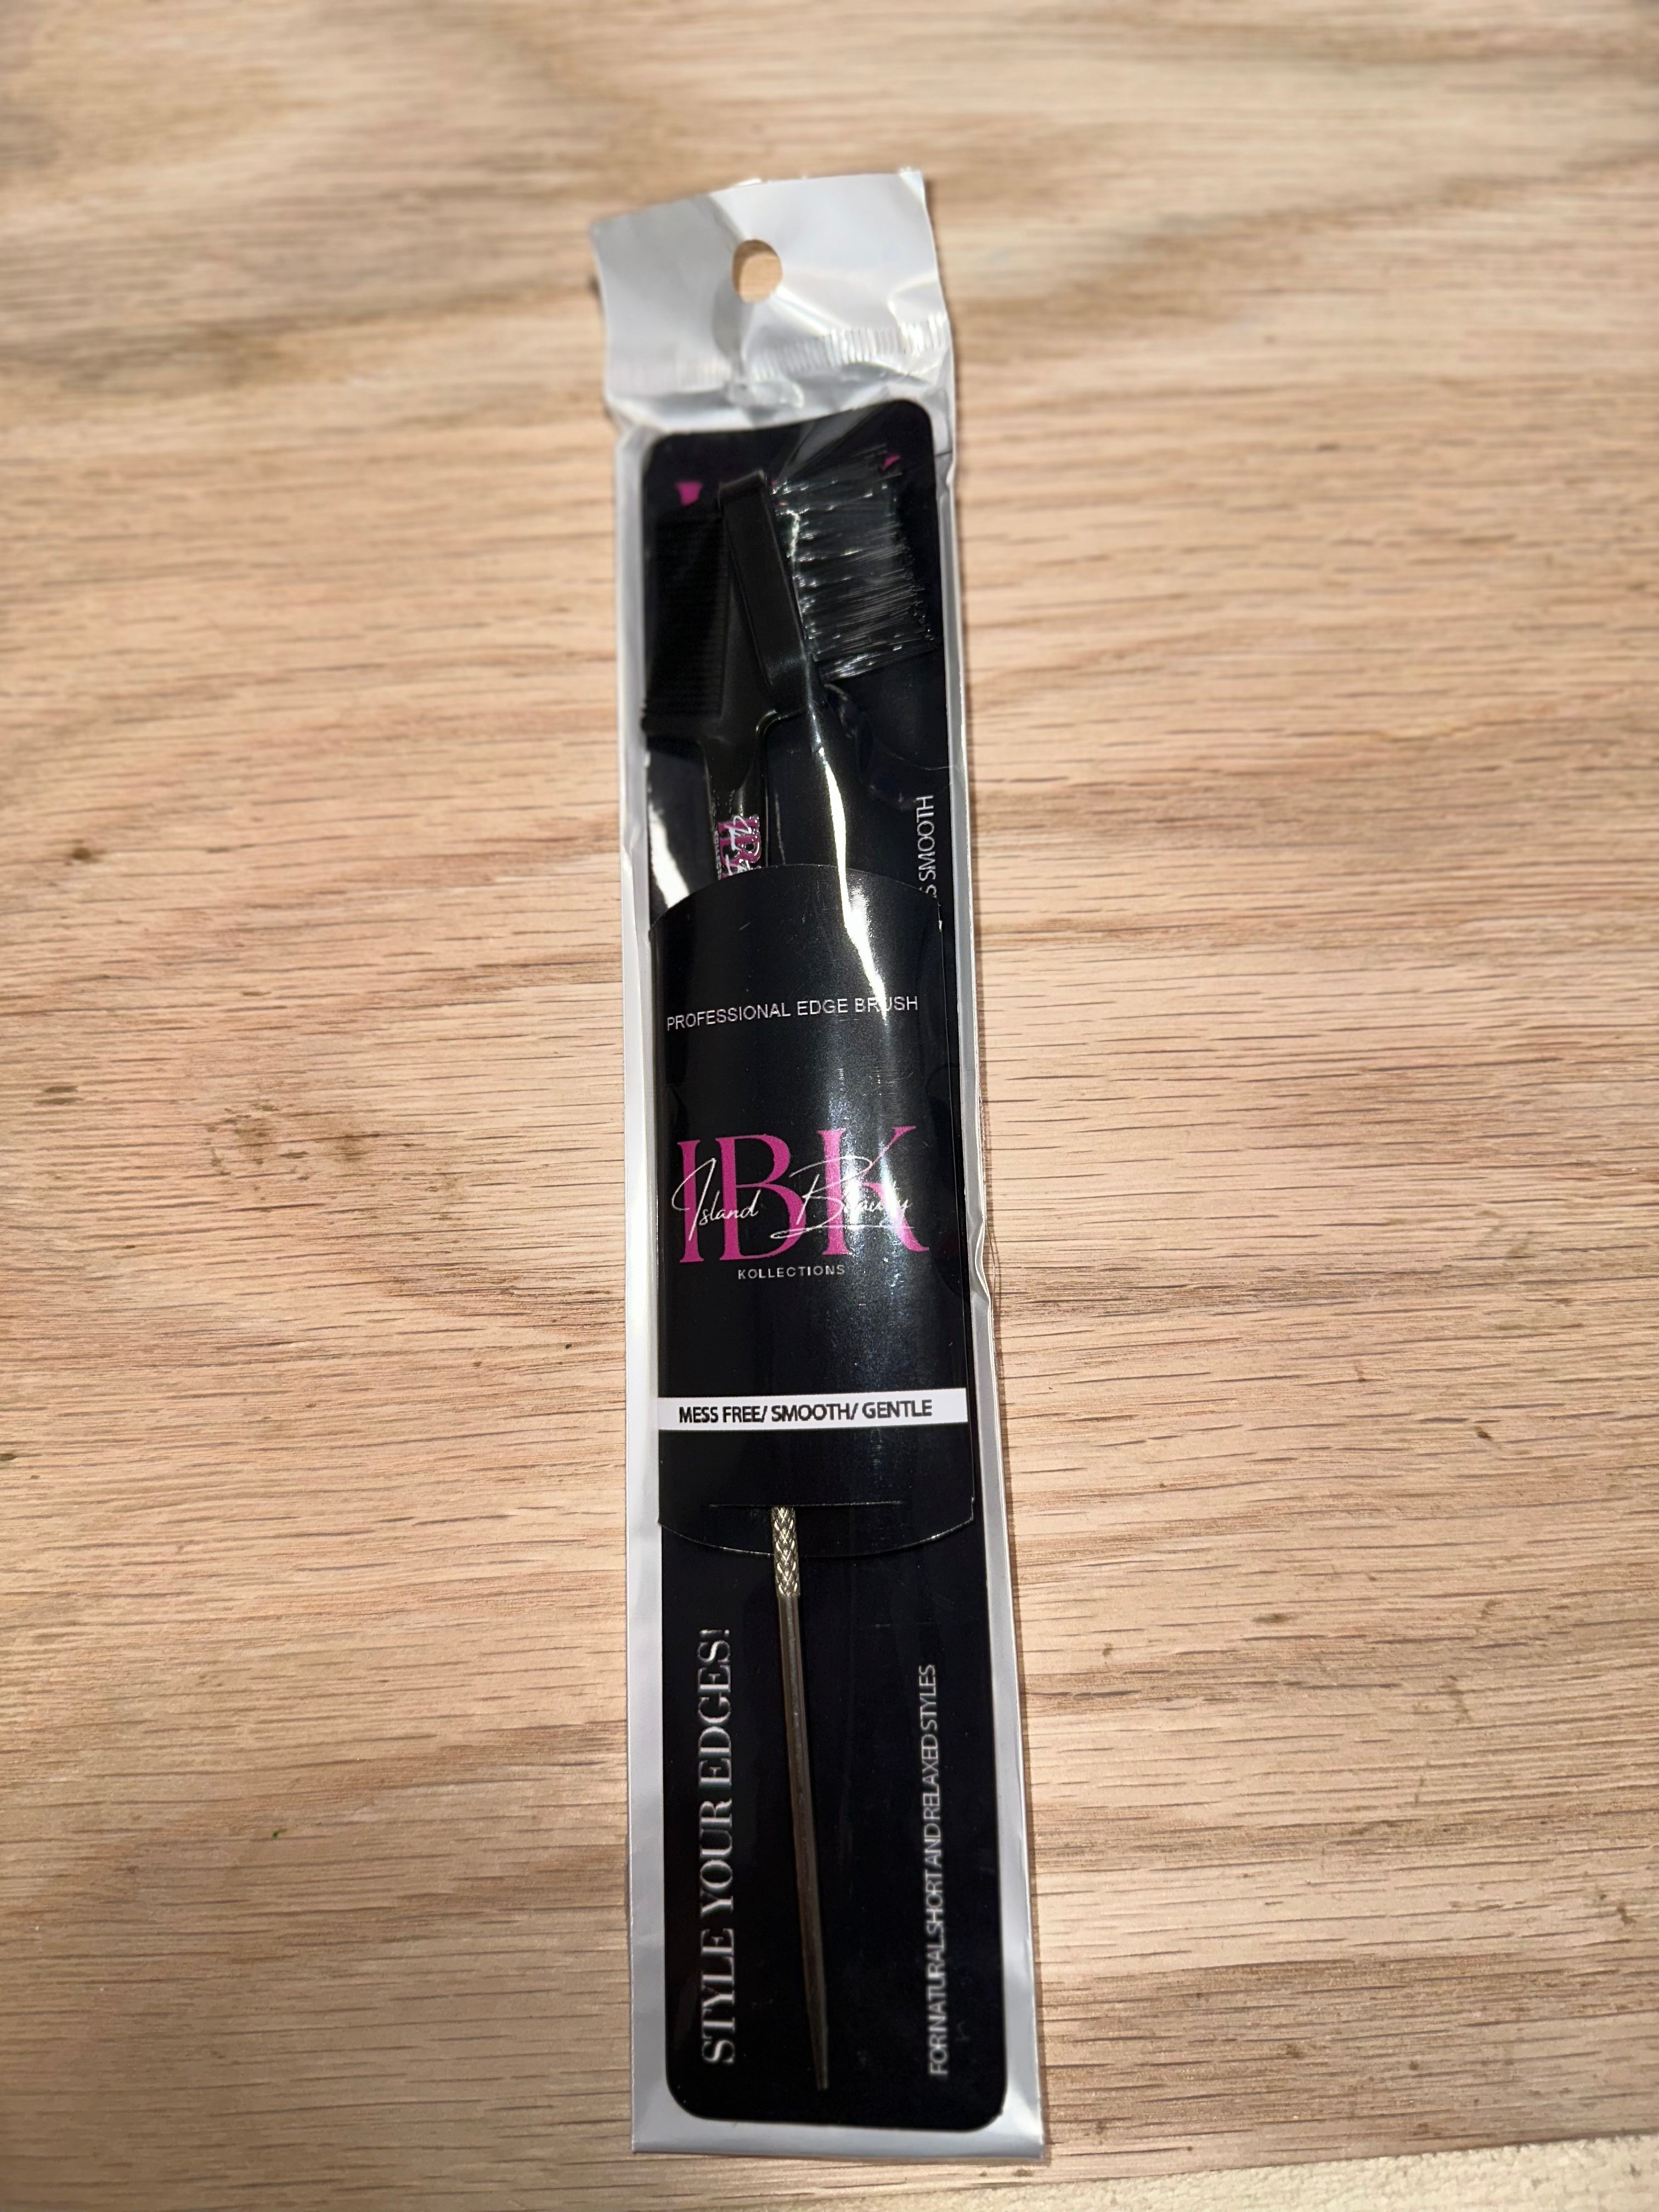 SMOOTH
PROFESSIONAL EDGE BRUSH
IBK
Island Beauty
KOLLECTIONS
MESS FREE/ SMOOTH/ GENTLE
STYLE YOUR EDGES!
FOR NATURAL SHORT AND RELAXED STYLES